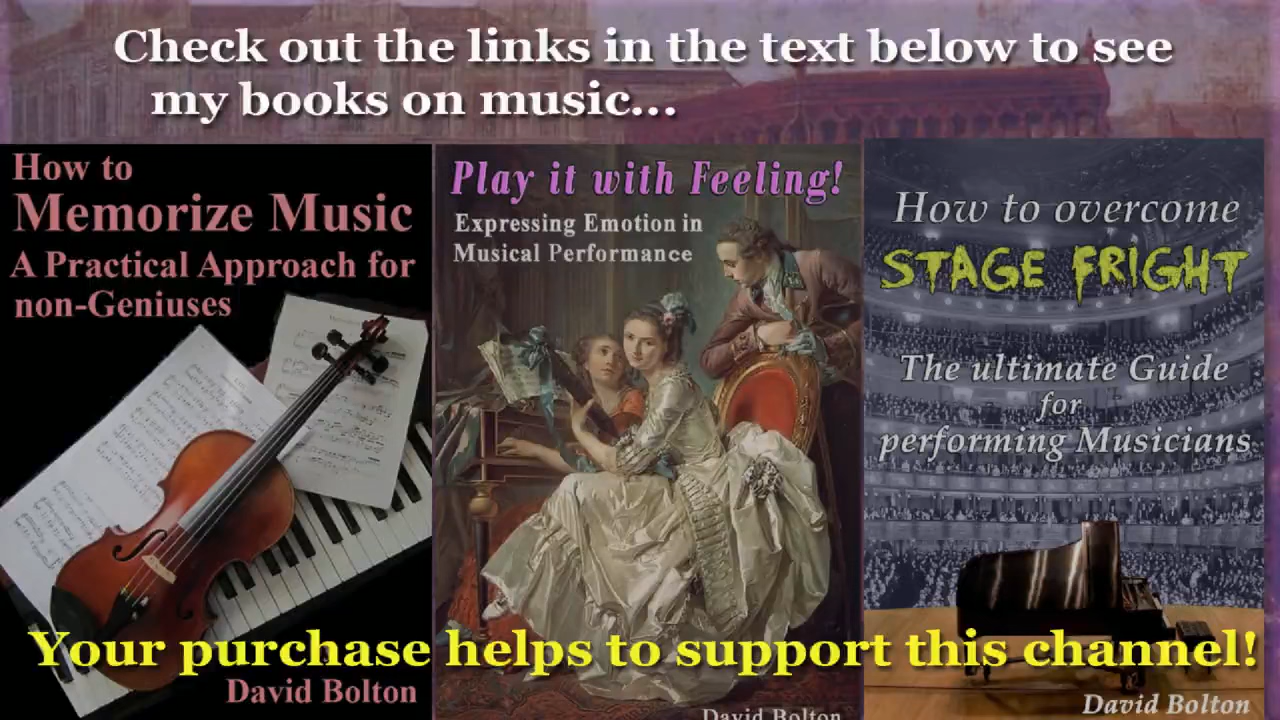 Check out the links in the text below to see
my books on music...
How to
Memorize Music
A Practical Approach for
non-Geniuses
David Bolton
Play it with Feeling!
Expressing Emotion in
Musical Performance
David Bolton
How to overcome
STAGE FRIGHT
The ultimate Guide
for
performing Musicians
David Bolton
Your purchase helps to support this channel!